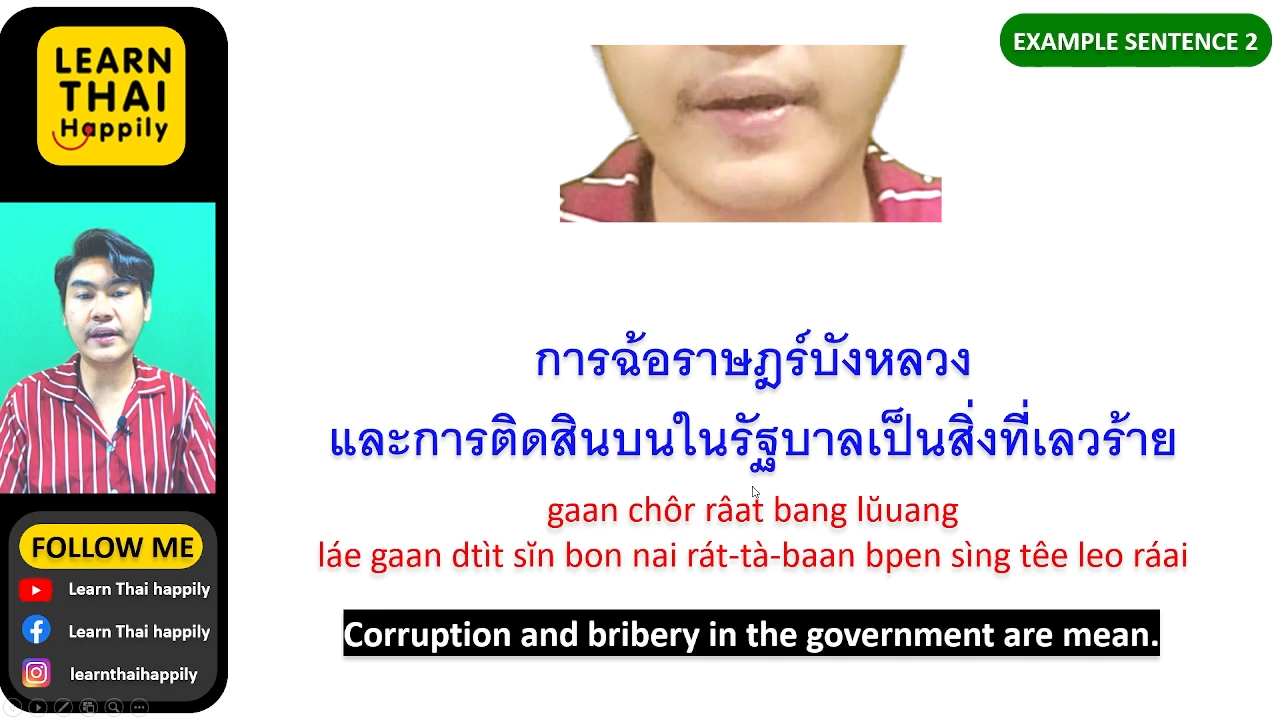 LEARN
THAI
Happily
EXAMPLE SENTENCE 2
การฉ้อราษฎร์บังหลวง
และการติดสินบนในรัฐบาลเป็นสิ่งที่เลวร้าย
gaan chôr râat bang lŭuang
láe gaan dtìt sĭn bon nai rát-tà-baan bpen sìng têe leo ráai
Corruption and bribery in the government are mean.
FOLLOW ME
Learn Thai happily
Learn Thai happily
learnthaihappily